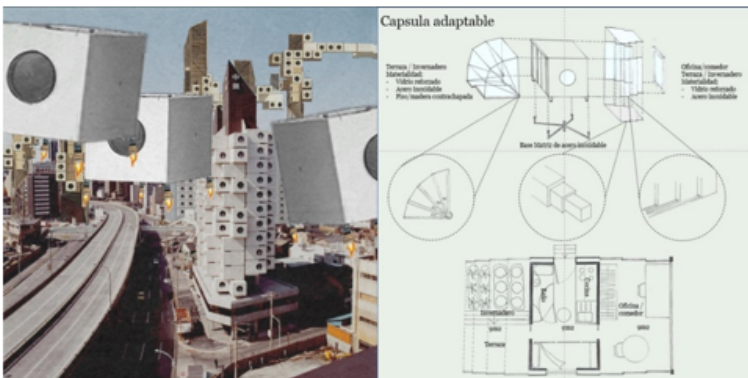 Capsula adaptable
Terraza / Invernadero
Materialidad:
- Vidrio reforzado
- Acero inoxidable
- Piso/madera contrachapada
Oficina/comedor
Terraza / Invernadero
Materialidad:
- Vidrio reforzado
- Acero inoxidable
Base Matriz de acero inoxidable
Baño
Cocina
Invernadero
Oficina /
comedor
Terraza